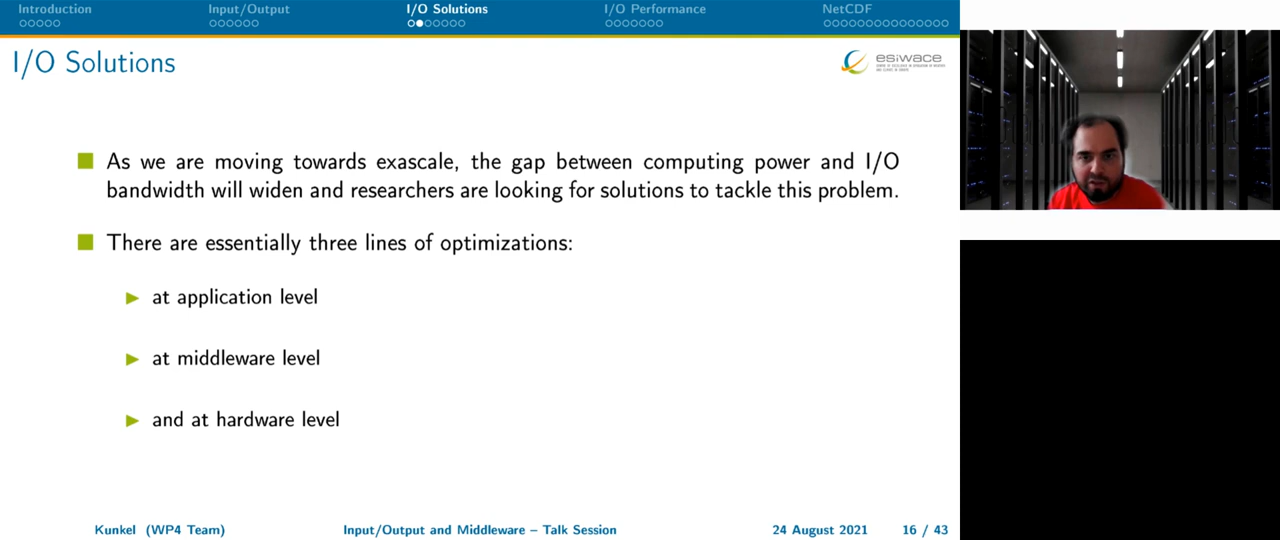 Introduction Input/Output I/O Solutions I/O Performance NetCDF
I/O Solutions
esiwace
As we are moving towards exascale, the gap between computing power and I/O
bandwidth will widen and researchers are looking for solutions to tackle this problem.
There are essentially three lines of optimizations:
at application level
at middleware level
and at hardware level
Kunkel (WP4 Team) Input/Output and Middleware – Talk Session 24 August 2021 16 / 43